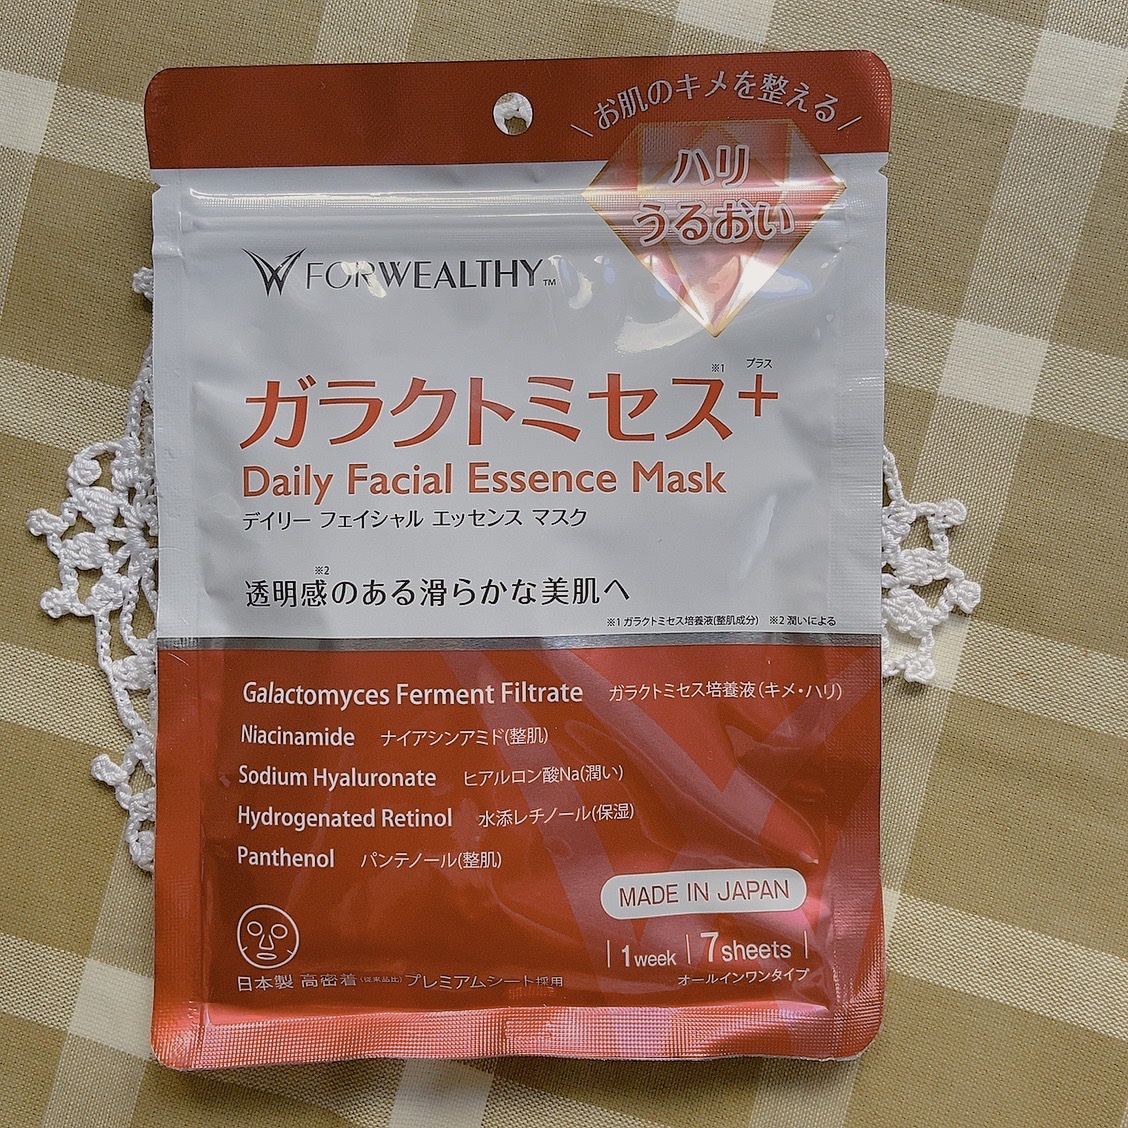 \ お肌のキメを整える /
ハリ
うるおい
FORWEALTHY™
ガラクトミセス※1+プラス
Daily Facial Essence Mask
デイリー フェイシャル エッセンス マスク
透明感※2のある滑らかな美肌へ
※1 ガラクトミセス培養液(整肌成分) ※2 潤いによる
Galactomyces Ferment Filtrate ガラクトミセス培養液(キメ・ハリ)
Niacinamide ナイアシンアミド(整肌)
Sodium Hyaluronate ヒアルロン酸Na(潤い)
Hydrogenated Retinol 水添レチノール(保湿)
Panthenol パンテノール(整肌)
MADE IN JAPAN
1week 7sheets
オールインワンタイプ
日本製 高密着(従来品比) プレミアムシート採用